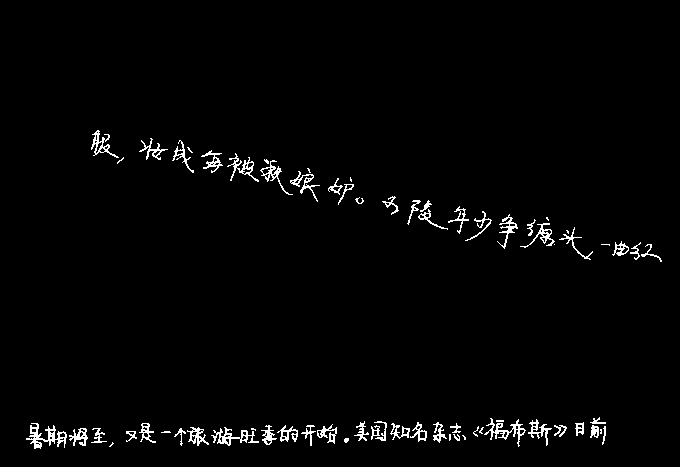 服,妆成每被秋娘妒。五陵年少争缠头,一曲红
暑期将至,又是一个旅游旺季的开始。美国知名杂志《福布斯》日前